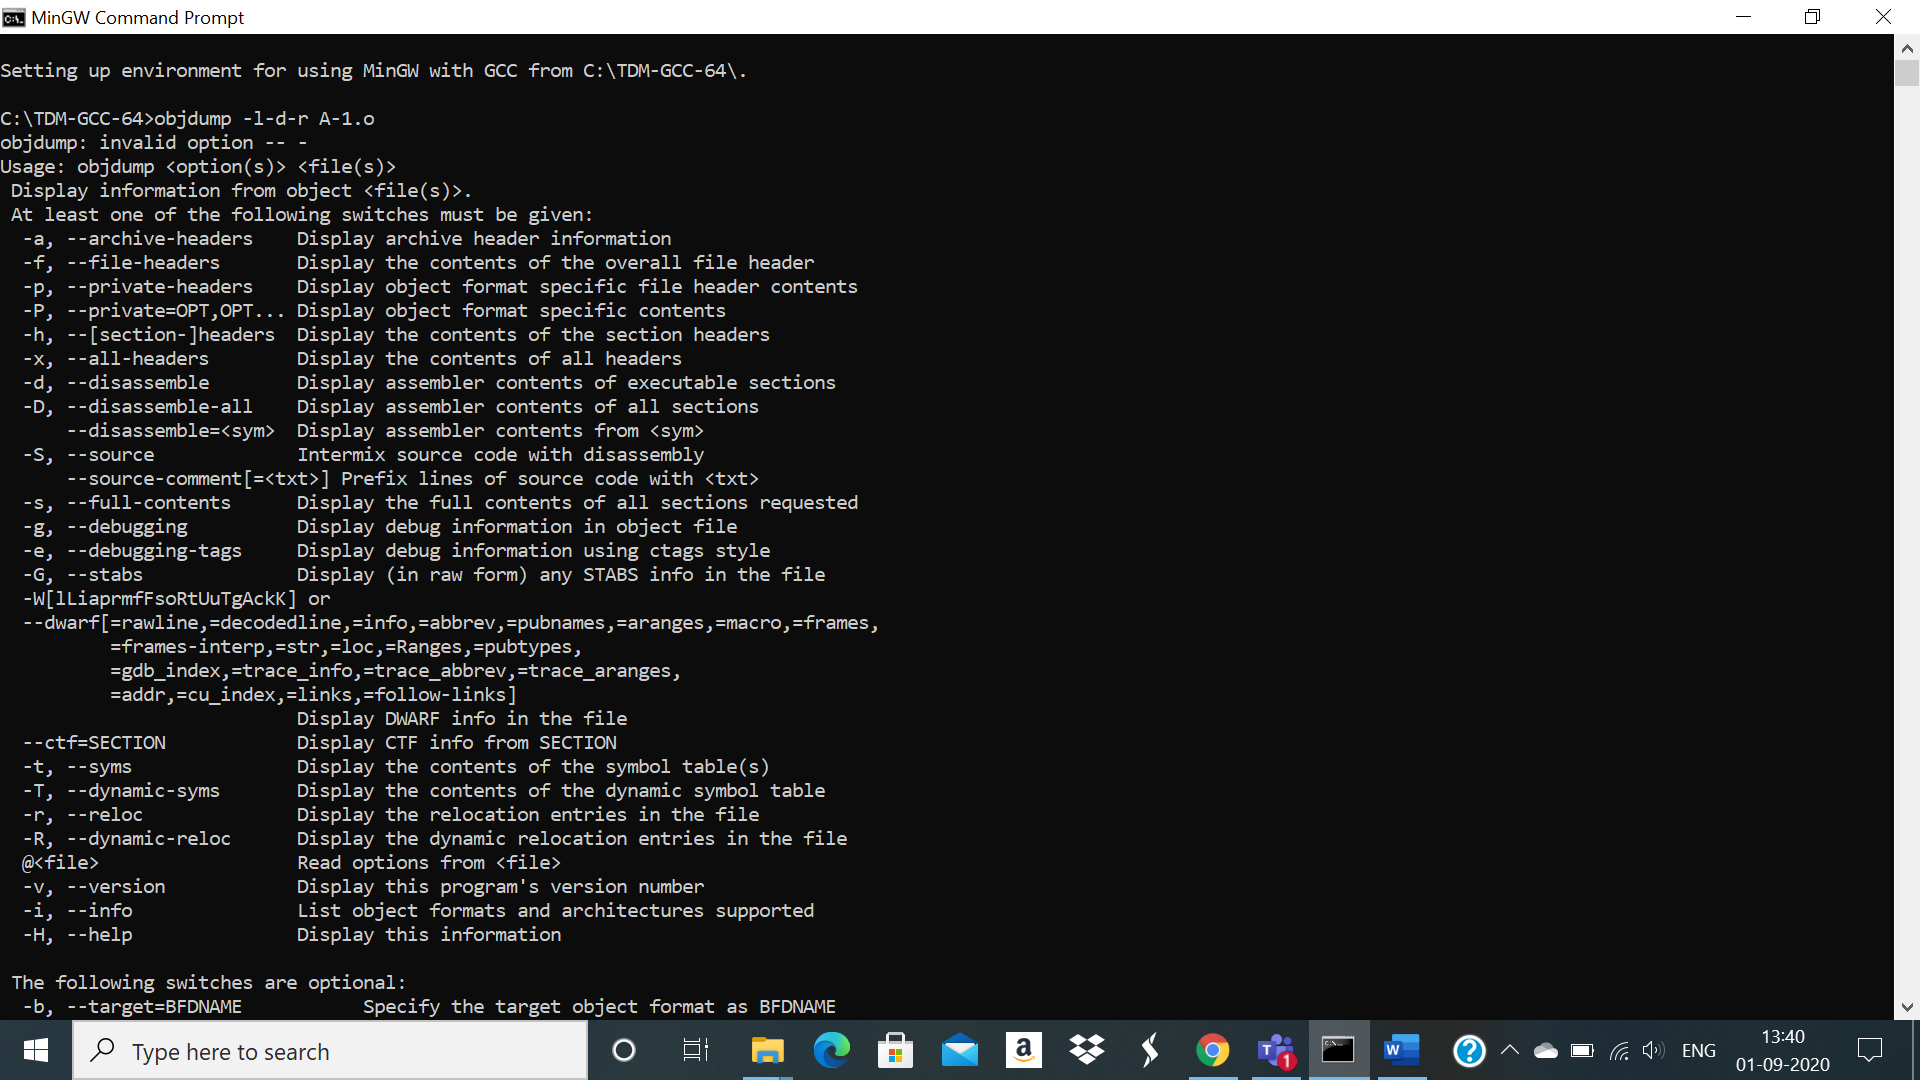 MinGW Command Prompt
Setting up environment for using MinGW with GCC from C:\TDM-GCC-64\.
C:\TDM-GCC-64>objdump -l-d-r A-1.o
objdump: invalid option -- -
Usage: objdump <option(s)> <file(s)>
 Display information from object <file(s)>.
 At least one of the following switches must be given:
  -a, --archive-headers    Display archive header information
  -f, --file-headers       Display the contents of the overall file header
  -p, --private-headers    Display object format specific file header contents
  -P, --private=OPT,OPT... Display object format specific contents
  -h, --[section-]headers  Display the contents of the section headers
  -x, --all-headers        Display the contents of all headers
  -d, --disassemble        Display assembler contents of executable sections
  -D, --disassemble-all    Display assembler contents of all sections
      --disassemble=<sym>  Display assembler contents from <sym>
  -S, --source             Intermix source code with disassembly
      --source-comment[=<txt>] Prefix lines of source code with <txt>
  -s, --full-contents      Display the full contents of all sections requested
  -g, --debugging          Display debug information in object file
  -e, --debugging-tags     Display debug information using ctags style
  -G, --stabs              Display (in raw form) any STABS info in the file
  -W[lLiaprmfFsoRtUuTgAckK] or
  --dwarf[=rawline,=decodedline,=info,=abbrev,=pubnames,=aranges,=macro,=frames,
          =frames-interp,=str,=loc,=Ranges,=pubtypes,
          =gdb_index,=trace_info,=trace_abbrev,=trace_aranges,
          =addr,=cu_index,=links,=follow-links]
                           Display DWARF info in the file
  --ctf=SECTION            Display CTF info from SECTION
  -t, --syms               Display the contents of the symbol table(s)
  -T, --dynamic-syms       Display the contents of the dynamic symbol table
  -r, --reloc              Display the relocation entries in the file
  -R, --dynamic-reloc      Display the dynamic relocation entries in the file
  @<file>                  Read options from <file>
  -v, --version            Display this program's version number
  -i, --info               List object formats and architectures supported
  -H, --help               Display this information
 The following switches are optional:
  -b, --target=BFDNAME           Specify the target object format as BFDNAME
Type here to search
a
T
1
W
?
ENG
13:40
01-09-2020